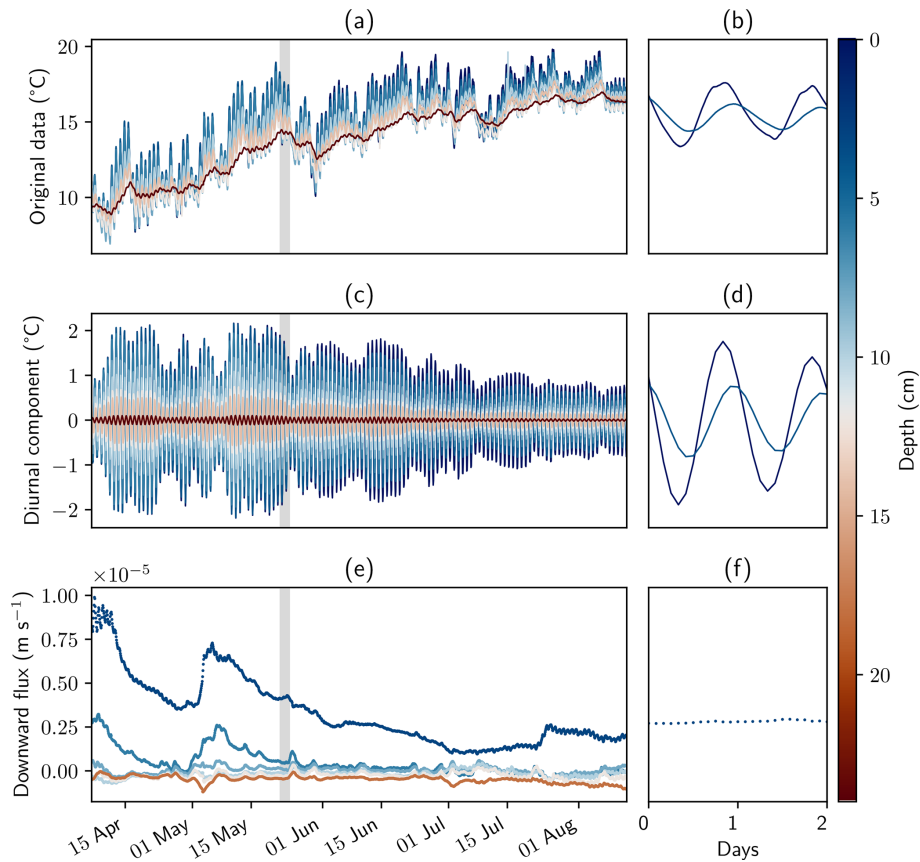 (a)
(b)
Original data (°C)
20
15
10
(c)
(d)
Diurnal component (°C)
2
1
0
−1
−2
(e)
(f)
×10⁻⁵
Downward flux (m s⁻¹)
1.00
0.75
0.50
0.25
0.00
15 Apr
01 May
15 May
01 Jun
15 Jun
01 Jul
15 Jul
01 Aug
0
1
2
Days
0
5
10
15
20
Depth (cm)